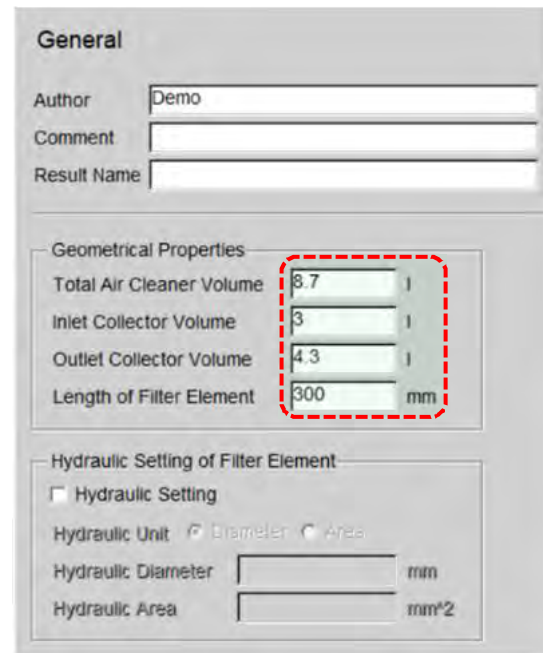 General
Author Demo
Comment
Result Name
Geometrical Properties
Total Air Cleaner Volume 8.7 l
Inlet Collector Volume 3 l
Outlet Collector Volume 4.3 l
Length of Filter Element 300 mm
Hydraulic Setting of Filter Element
Hydraulic Setting
Hydraulic Unit Diameter Area
Hydraulic Diameter mm
Hydraulic Area mm^2